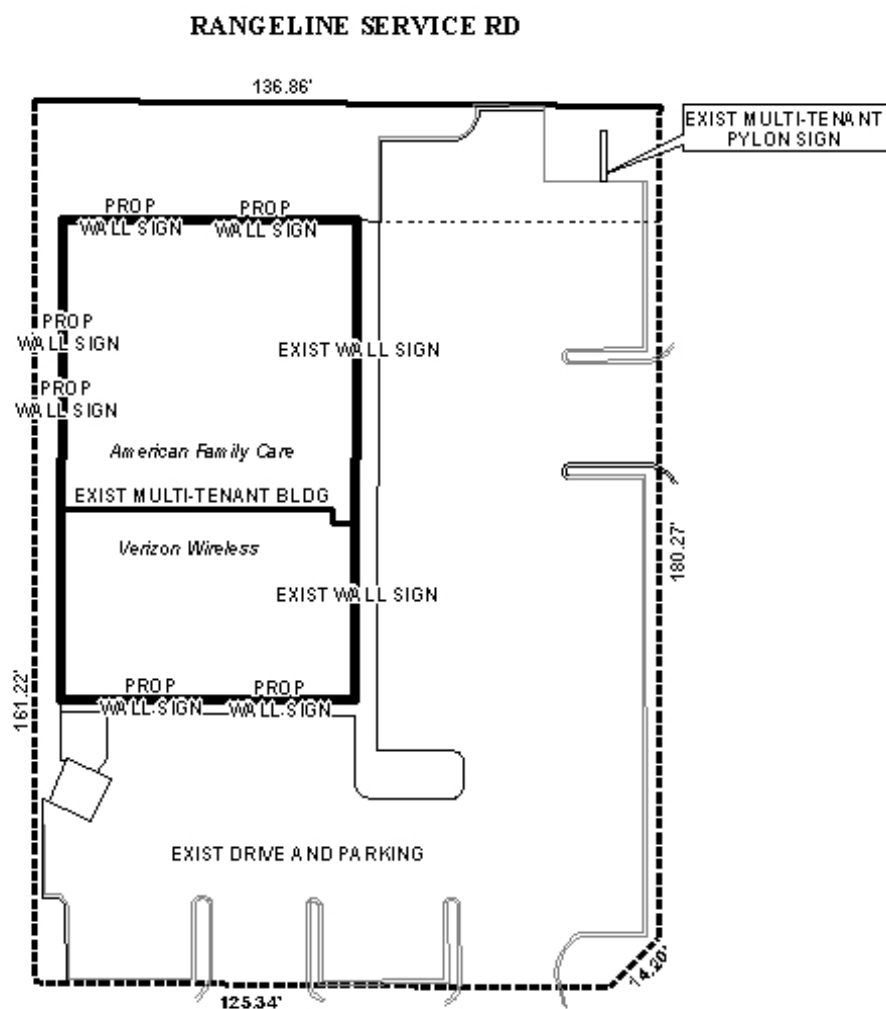 RANGELINE SERVICE RD
136.86'
EXIST MULTI-TENANT
PYLON SIGN
PROP
WALL SIGN
PROP
WALL SIGN
PROP
WALL SIGN
EXIST WALL SIGN
PROP
WALL SIGN
American Family Care
EXIST MULTI-TENANT BLDG
Verizon Wireless
180.27'
EXIST WALL SIGN
161.22'
PROP
WALL SIGN
PROP
WALL SIGN
EXIST DRIVE AND PARKING
14.20'
125.34'